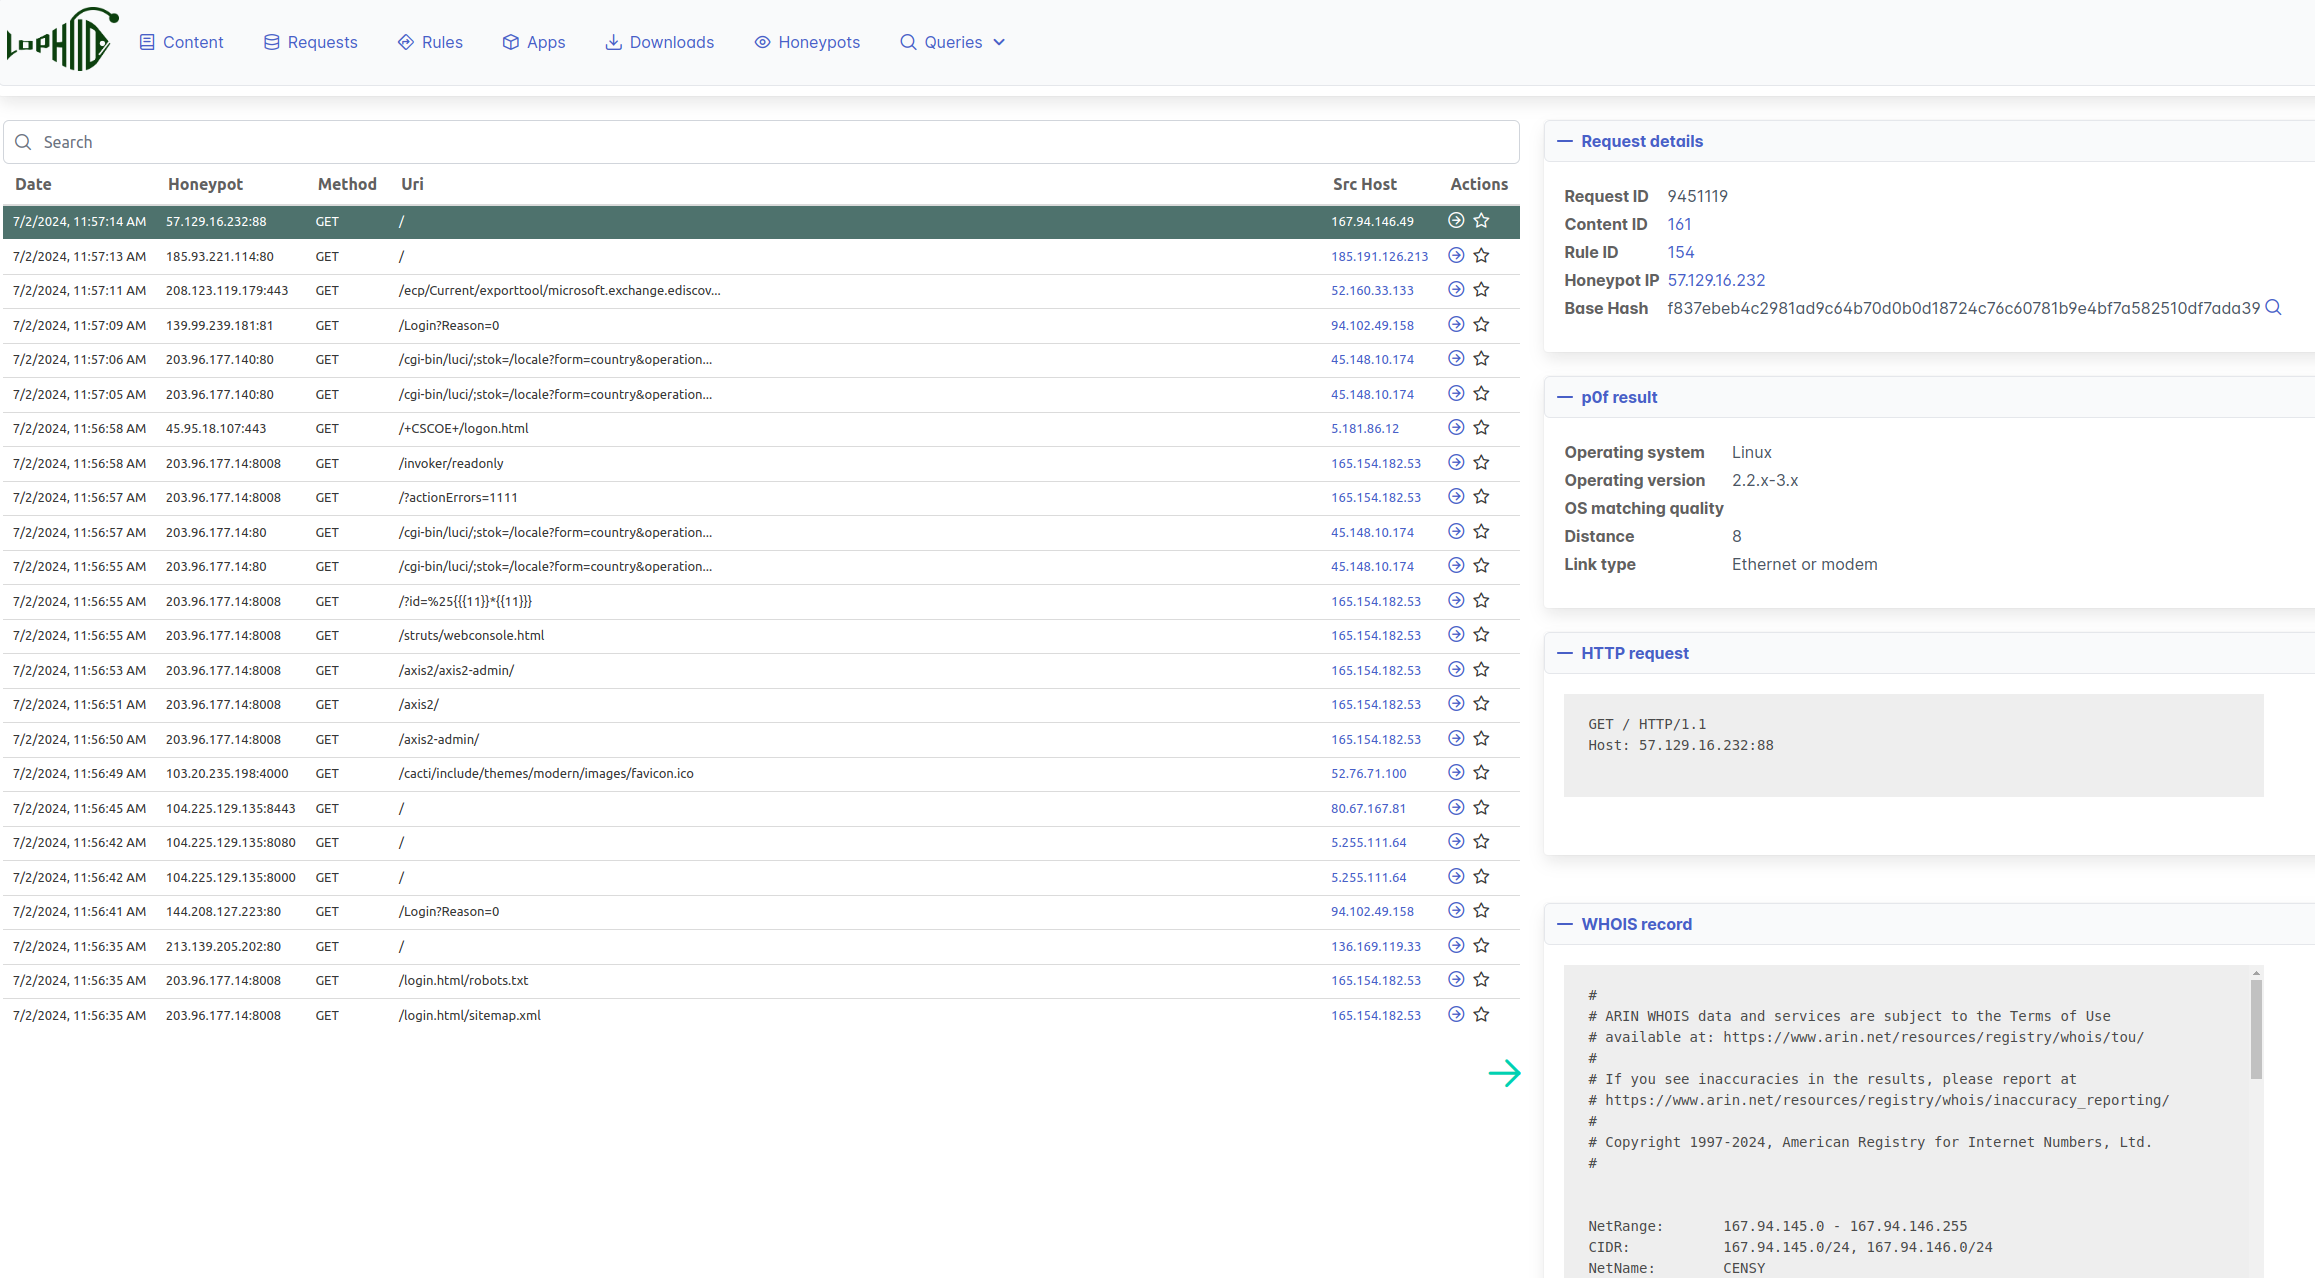 LOPHIID
Content Requests Rules Apps Downloads Honeypots Queries
Search
Date Honeypot Method Uri Src Host Actions
7/2/2024, 11:57:14 AM 57.129.16.232:88 GET / 167.94.146.49
7/2/2024, 11:57:13 AM 185.93.221.114:80 GET / 185.191.126.213
7/2/2024, 11:57:11 AM 208.123.119.179:443 GET /ecp/Current/exporttool/microsoft.exchange.ediscov... 52.160.33.133
7/2/2024, 11:57:09 AM 139.99.239.181:81 GET /Login?Reason=0 94.102.49.158
7/2/2024, 11:57:06 AM 203.96.177.140:80 GET /cgi-bin/luci/;stok=/locale?form=country&operation... 45.148.10.174
7/2/2024, 11:57:05 AM 203.96.177.140:80 GET /cgi-bin/luci/;stok=/locale?form=country&operation... 45.148.10.174
7/2/2024, 11:56:58 AM 45.95.18.107:443 GET /+CSCOE+/logon.html 5.181.86.12
7/2/2024, 11:56:58 AM 203.96.177.14:8008 GET /invoker/readonly 165.154.182.53
7/2/2024, 11:56:57 AM 203.96.177.14:8008 GET /?actionErrors=1111 165.154.182.53
7/2/2024, 11:56:57 AM 203.96.177.14:80 GET /cgi-bin/luci/;stok=/locale?form=country&operation... 45.148.10.174
7/2/2024, 11:56:55 AM 203.96.177.14:80 GET /cgi-bin/luci/;stok=/locale?form=country&operation... 45.148.10.174
7/2/2024, 11:56:55 AM 203.96.177.14:8008 GET /?id=%25{{{11}}*{{11}}} 165.154.182.53
7/2/2024, 11:56:55 AM 203.96.177.14:8008 GET /struts/webconsole.html 165.154.182.53
7/2/2024, 11:56:53 AM 203.96.177.14:8008 GET /axis2/axis2-admin/ 165.154.182.53
7/2/2024, 11:56:51 AM 203.96.177.14:8008 GET /axis2/ 165.154.182.53
7/2/2024, 11:56:50 AM 203.96.177.14:8008 GET /axis2-admin/ 165.154.182.53
7/2/2024, 11:56:49 AM 103.20.235.198:4000 GET /cacti/include/themes/modern/images/favicon.ico 52.76.71.100
7/2/2024, 11:56:45 AM 104.225.129.135:8443 GET / 80.67.167.81
7/2/2024, 11:56:42 AM 104.225.129.135:8080 GET / 5.255.111.64
7/2/2024, 11:56:42 AM 104.225.129.135:8000 GET / 5.255.111.64
7/2/2024, 11:56:41 AM 144.208.127.223:80 GET /Login?Reason=0 94.102.49.158
7/2/2024, 11:56:35 AM 213.139.205.202:80 GET / 136.169.119.33
7/2/2024, 11:56:35 AM 203.96.177.14:8008 GET /login.html/robots.txt 165.154.182.53
7/2/2024, 11:56:35 AM 203.96.177.14:8008 GET /login.html/sitemap.xml 165.154.182.53
Request details
Request ID 9451119
Content ID 161
Rule ID 154
Honeypot IP 57.129.16.232
Base Hash f837ebeb4c2981ad9c64b70d0b0d18724c76c60781b9e4bf7a582510df7ada39
p0f result
Operating system Linux
Operating version 2.2.x-3.x
OS matching quality
Distance 8
Link type Ethernet or modem
HTTP request
GET / HTTP/1.1
Host: 57.129.16.232:88
WHOIS record
#
# ARIN WHOIS data and services are subject to the Terms of Use
# available at: https://www.arin.net/resources/registry/whois/tou/
#
# If you see inaccuracies in the results, please report at
# https://www.arin.net/resources/registry/whois/inaccuracy_reporting/
#
# Copyright 1997-2024, American Registry for Internet Numbers, Ltd.
#
NetRange: 167.94.145.0 - 167.94.146.255
CIDR: 167.94.145.0/24, 167.94.146.0/24
NetName: CENSY